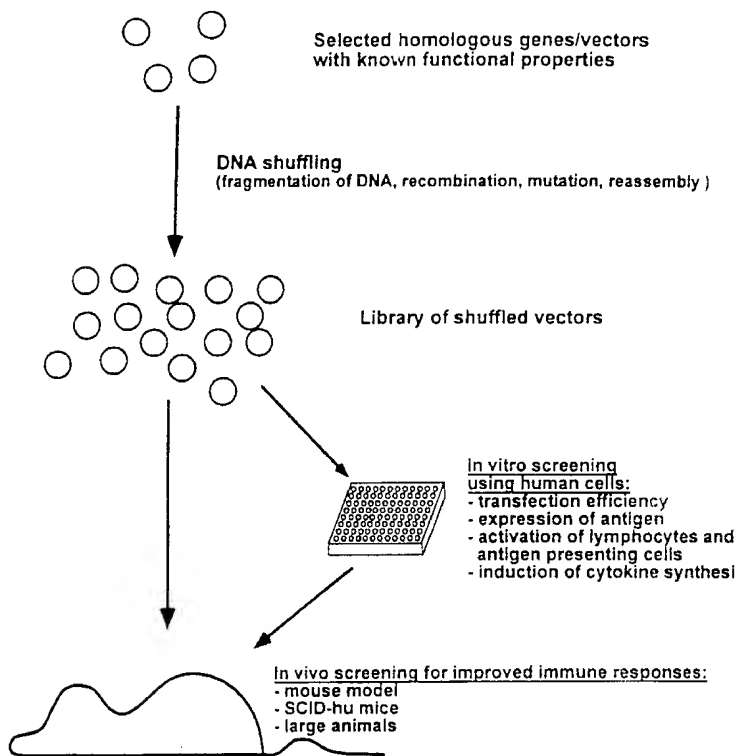 Selected homologous genes/vectors
with known functional properties
DNA shuffling
(fragmentation of DNA, recombination, mutation, reassembly )
Library of shuffled vectors
In vitro screening
using human cells:
- transfection efficiency
- expression of antigen
- activation of lymphocytes and
antigen presenting cells
- induction of cytokine synthesi
In vivo screening for improved immune responses:
- mouse model
- SCID-hu mice
- large animals